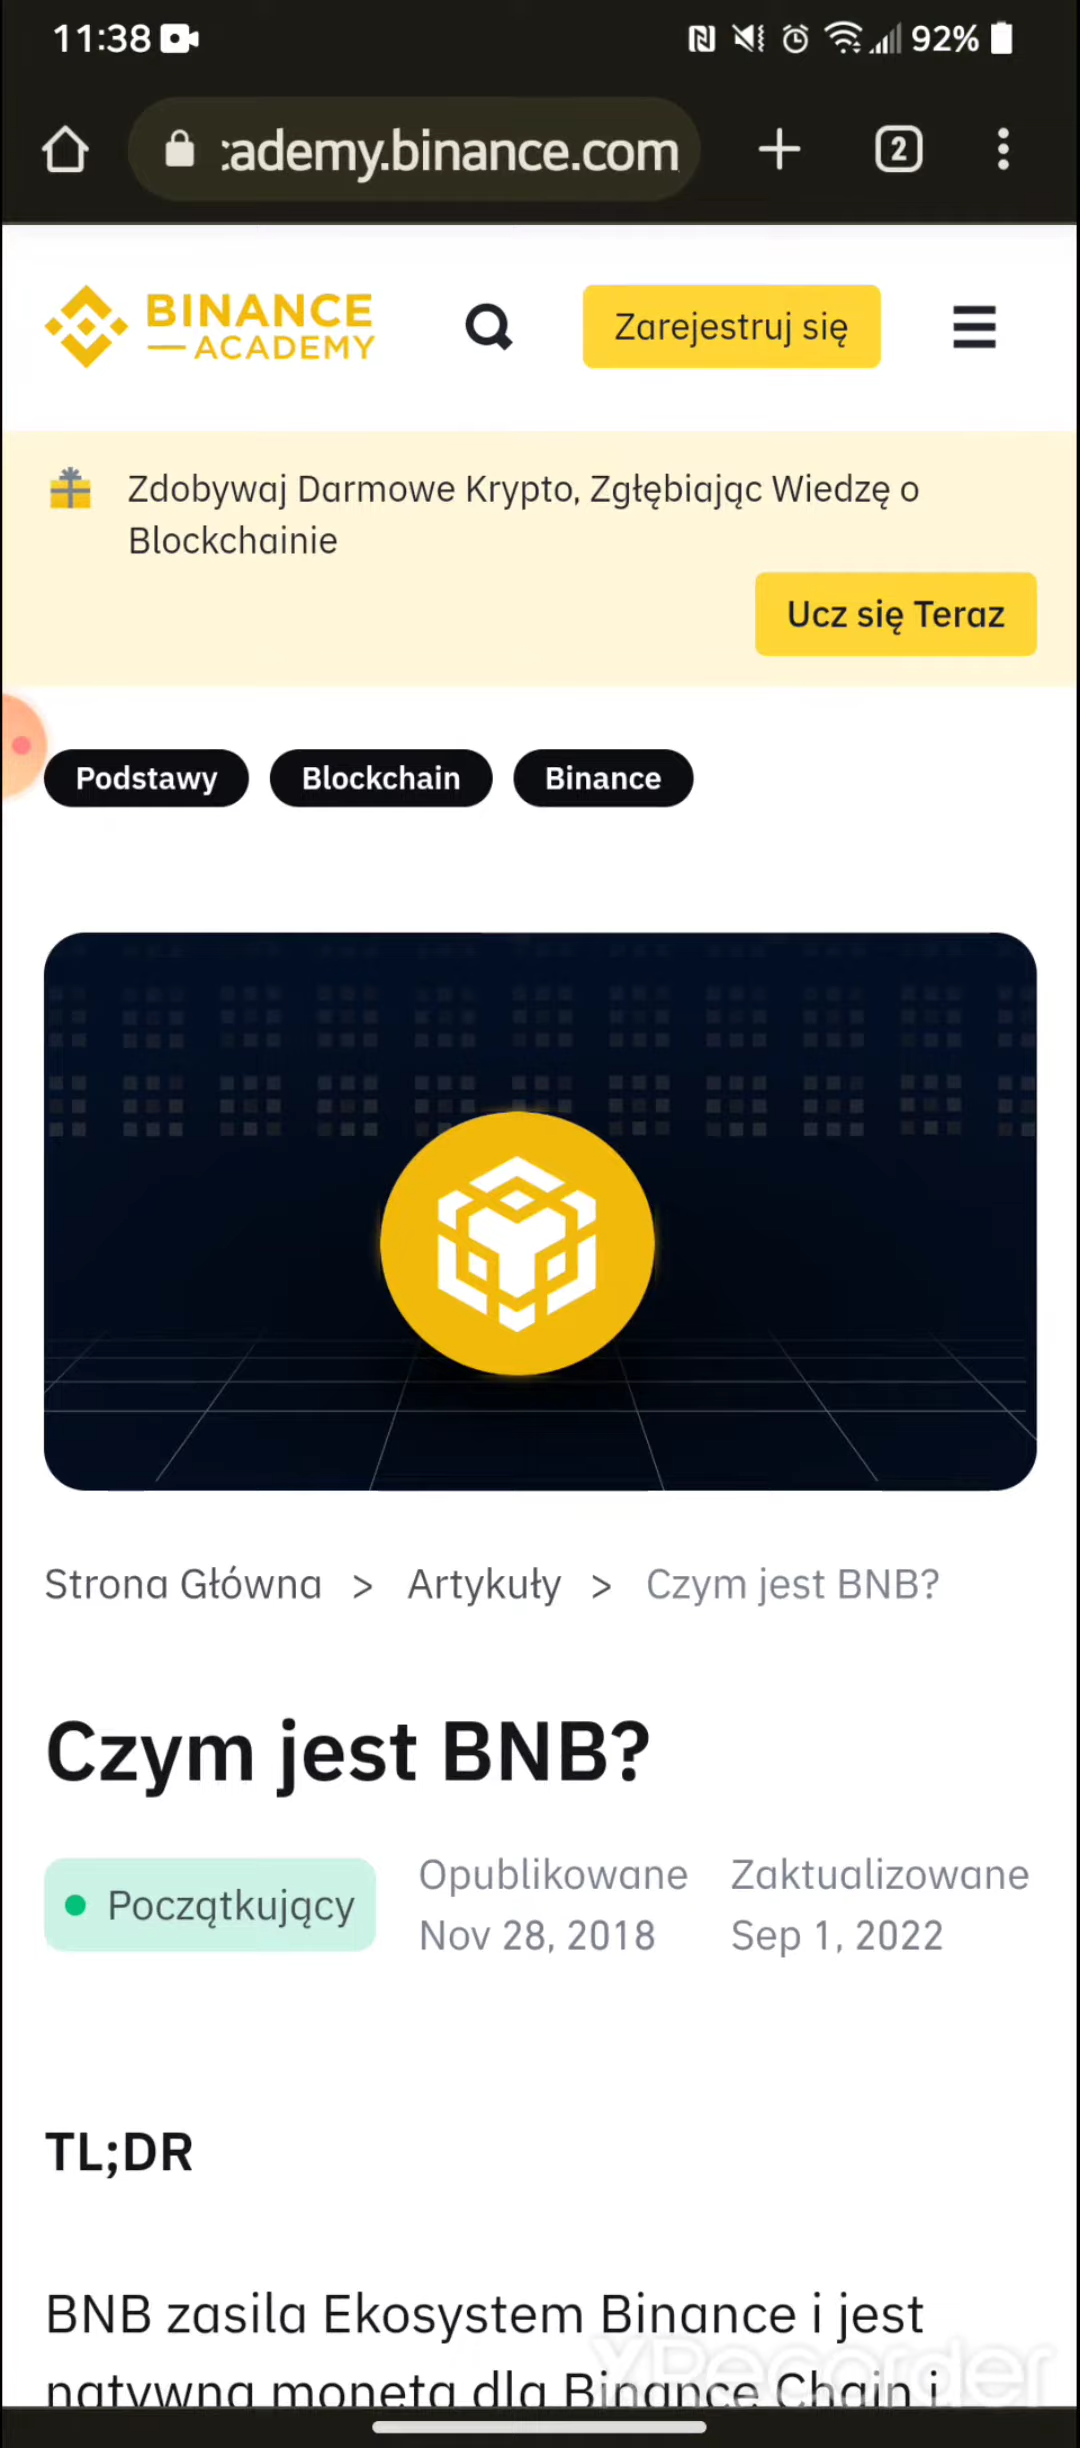 11:38
92%
:ademy.binance.com
2
BINANCE
ACADEMY
Zarejestruj się
Zdobywaj Darmowe Krypto, Zgłębiając Wiedzę o
Blockchainie
Ucz się Teraz
Podstawy
Blockchain
Binance
Strona Główna > Artykuły > Czym jest BNB?
Czym jest BNB?
Początkujący
Opublikowane
Nov 28, 2018
Zaktualizowane
Sep 1, 2022
TL;DR
BNB zasila Ekosystem Binance i jest
natywną monetą dla Binance Chain i
XRecorder